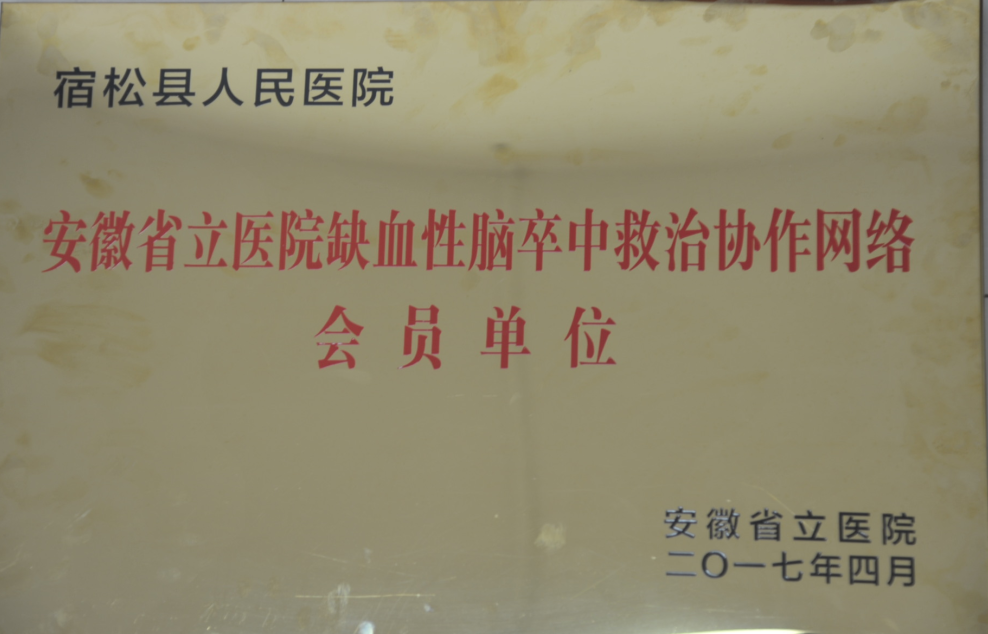 宿松县人民医院
安徽省立医院缺血性脑卒中救治协作网络
会员单位
安徽省立医院
二〇一七年四月